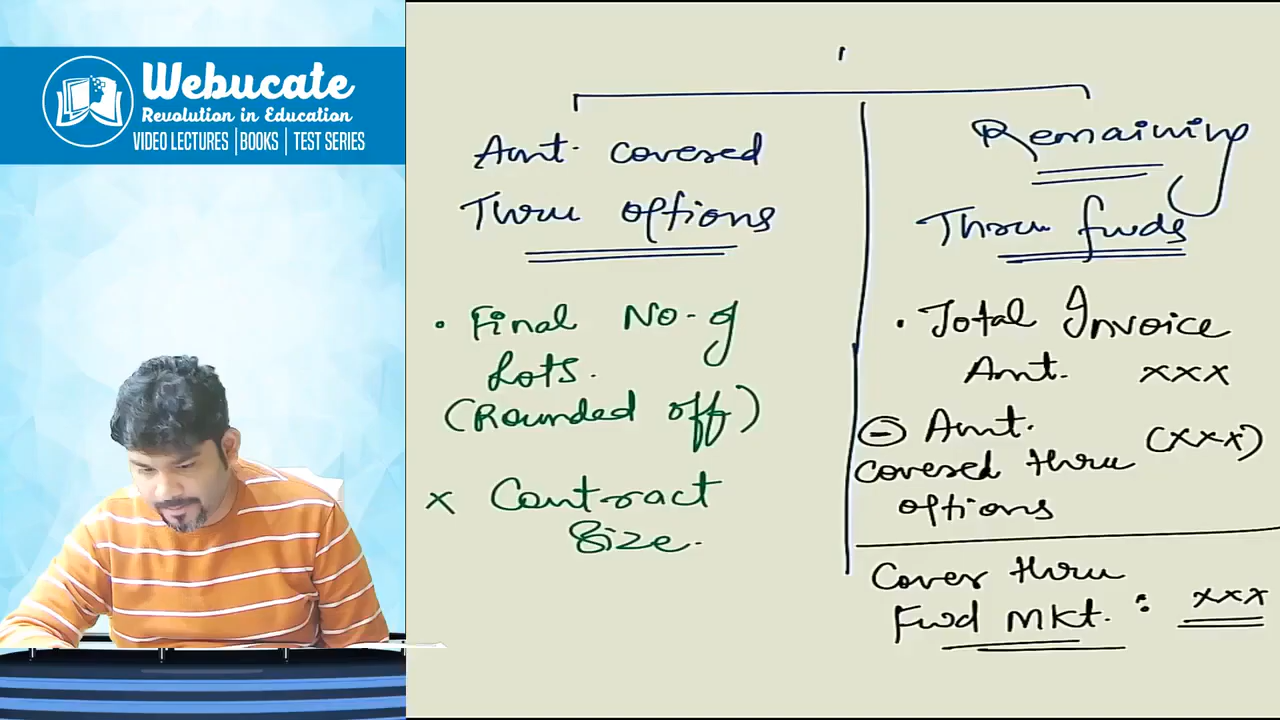 Webucate
Revolution in Education
VIDEO LECTURES | BOOKS | TEST SERIES
Amt. covered
Thru options
• Final No. of
Lots.
(Rounded off)
x Contract
Size.
Remaining
Thru fwds
• Total Invoice
Amt. xxx
⊖ Amt. (xxx)
covered thru
options
Cover thru
Fwd Mkt. : xxx